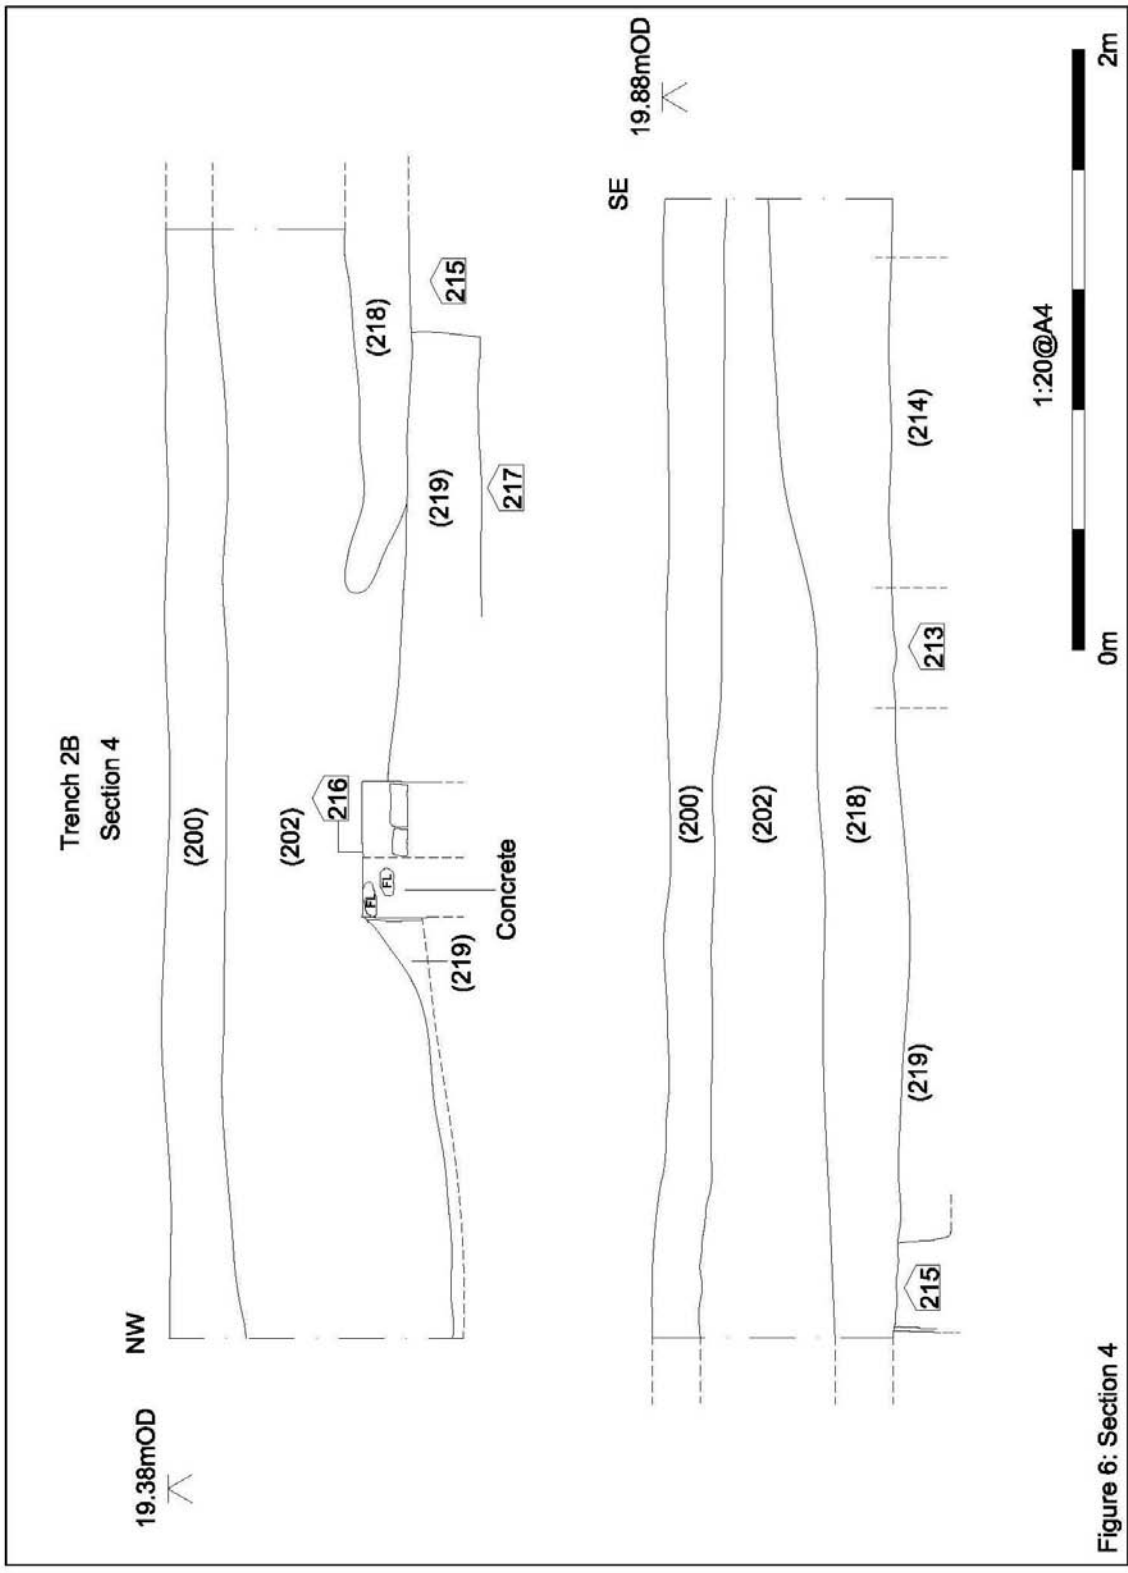 Trench 2B
Section 4
NW
19.38mOD
(200)
(202)
216
FL
FL
(219)
Concrete
(218)
215
(219)
217
SE
19.88mOD
(200)
(202)
(218)
215
(219)
213
(214)
1:20@A4
0m
2m
Figure 6: Section 4